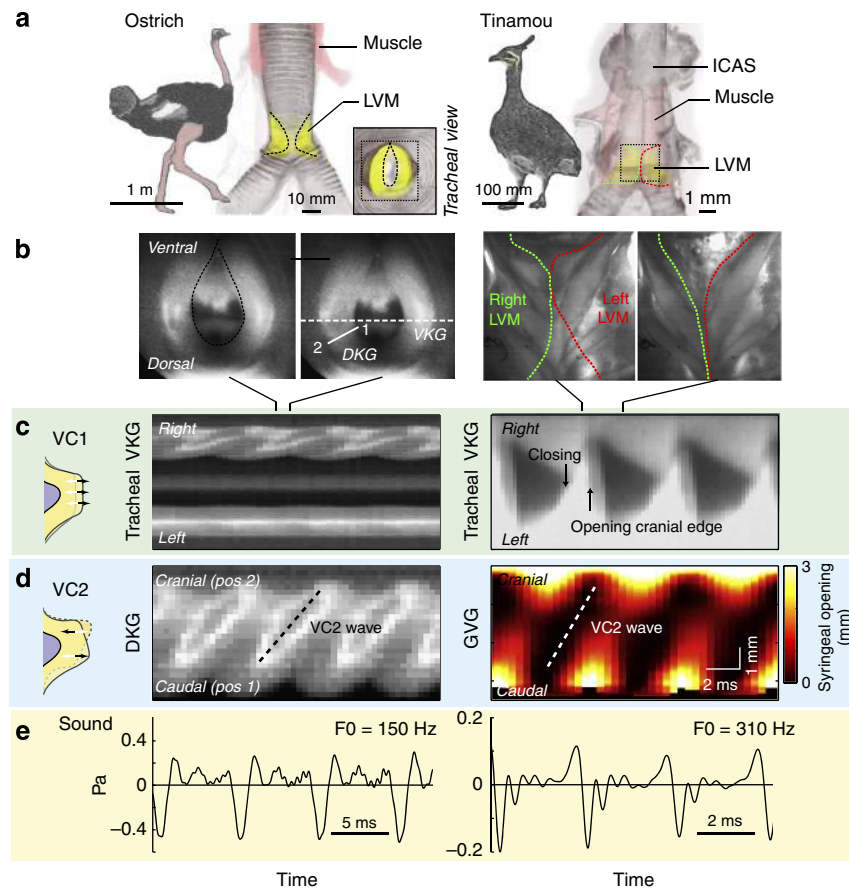 a
Ostrich
Muscle
LVM
Tracheal view
1 m
10 mm
Tinamou
ICAS
Muscle
LVM
100 mm
1 mm
b
Ventral
Dorsal
1
2
DKG
VKG
Right LVM
Left LVM
c
VC1
Tracheal VKG
Right
Left
Tracheal VKG
Right
Closing
Opening cranial edge
Left
d
VC2
DKG
Cranial (pos 2)
VC2 wave
Caudal (pos 1)
GVG
Cranial
VC2 wave
1 mm
2 ms
Caudal
3
0
Syringeal opening (mm)
e
Sound
F0 = 150 Hz
Pa
0.4
0
–0.4
5 ms
Time
F0 = 310 Hz
0.2
0
–0.2
2 ms
Time